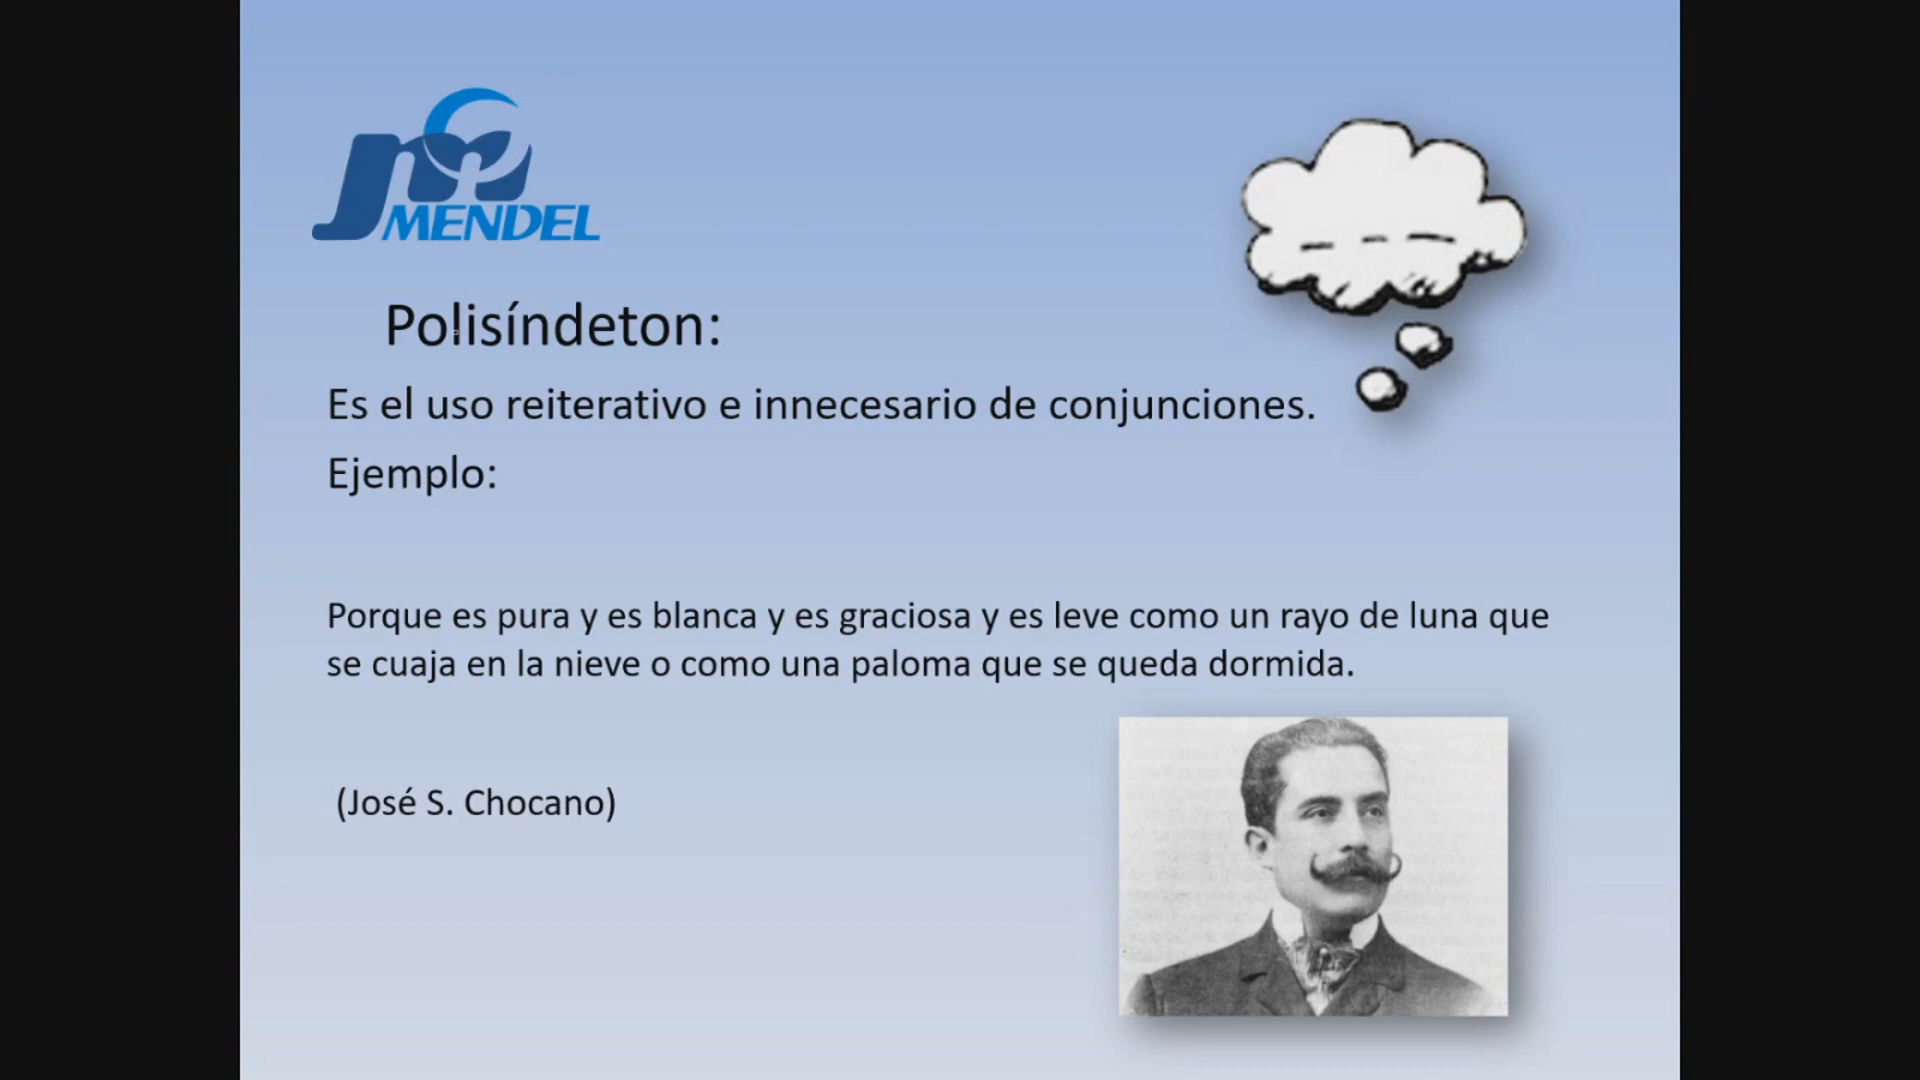 MENDEL
Polisíndeton:
Es el uso reiterativo e innecesario de conjunciones.
Ejemplo:
Porque es pura y es blanca y es graciosa y es leve como un rayo de luna que
se cuaja en la nieve o como una paloma que se queda dormida.
(José S. Chocano)